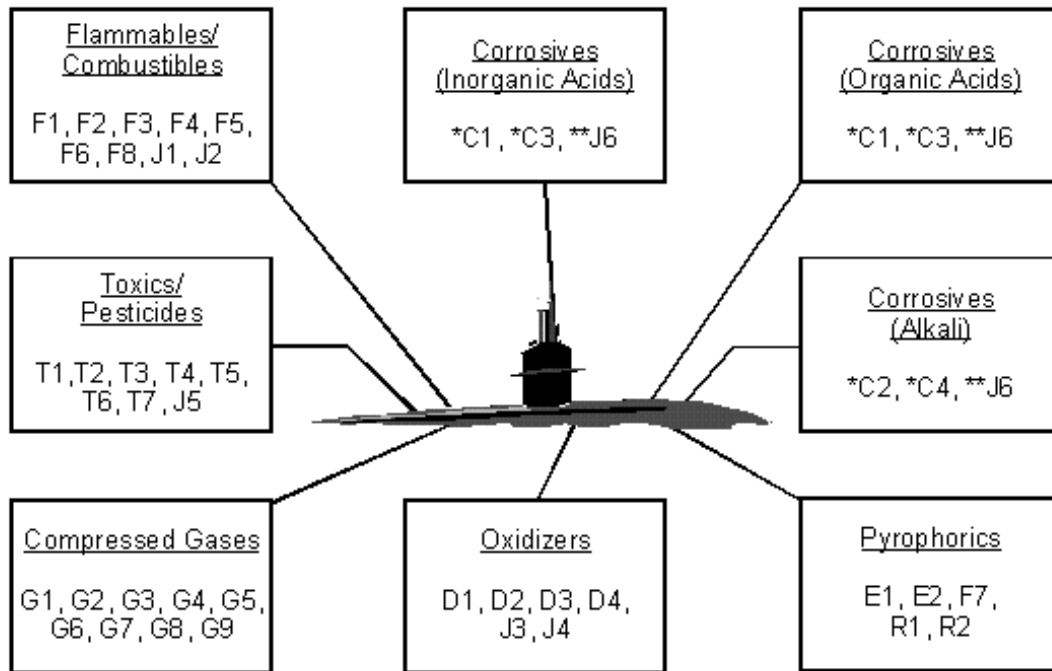 Flammables/
Combustibles
F1, F2, F3, F4, F5,
F6, F8, J1, J2
Corrosives
(Inorganic Acids)
*C1, *C3, **J6
Corrosives
(Organic Acids)
*C1, *C3, **J6
Toxics/
Pesticides
T1,T2, T3, T4, T5,
T6, T7, J5
Corrosives
(Alkali)
*C2, *C4, **J6
Compressed Gases
G1, G2, G3, G4, G5,
G6, G7, G8, G9
Oxidizers
D1, D2, D3, D4,
J3, J4
Pyrophorics
E1, E2, F7,
R1, R2